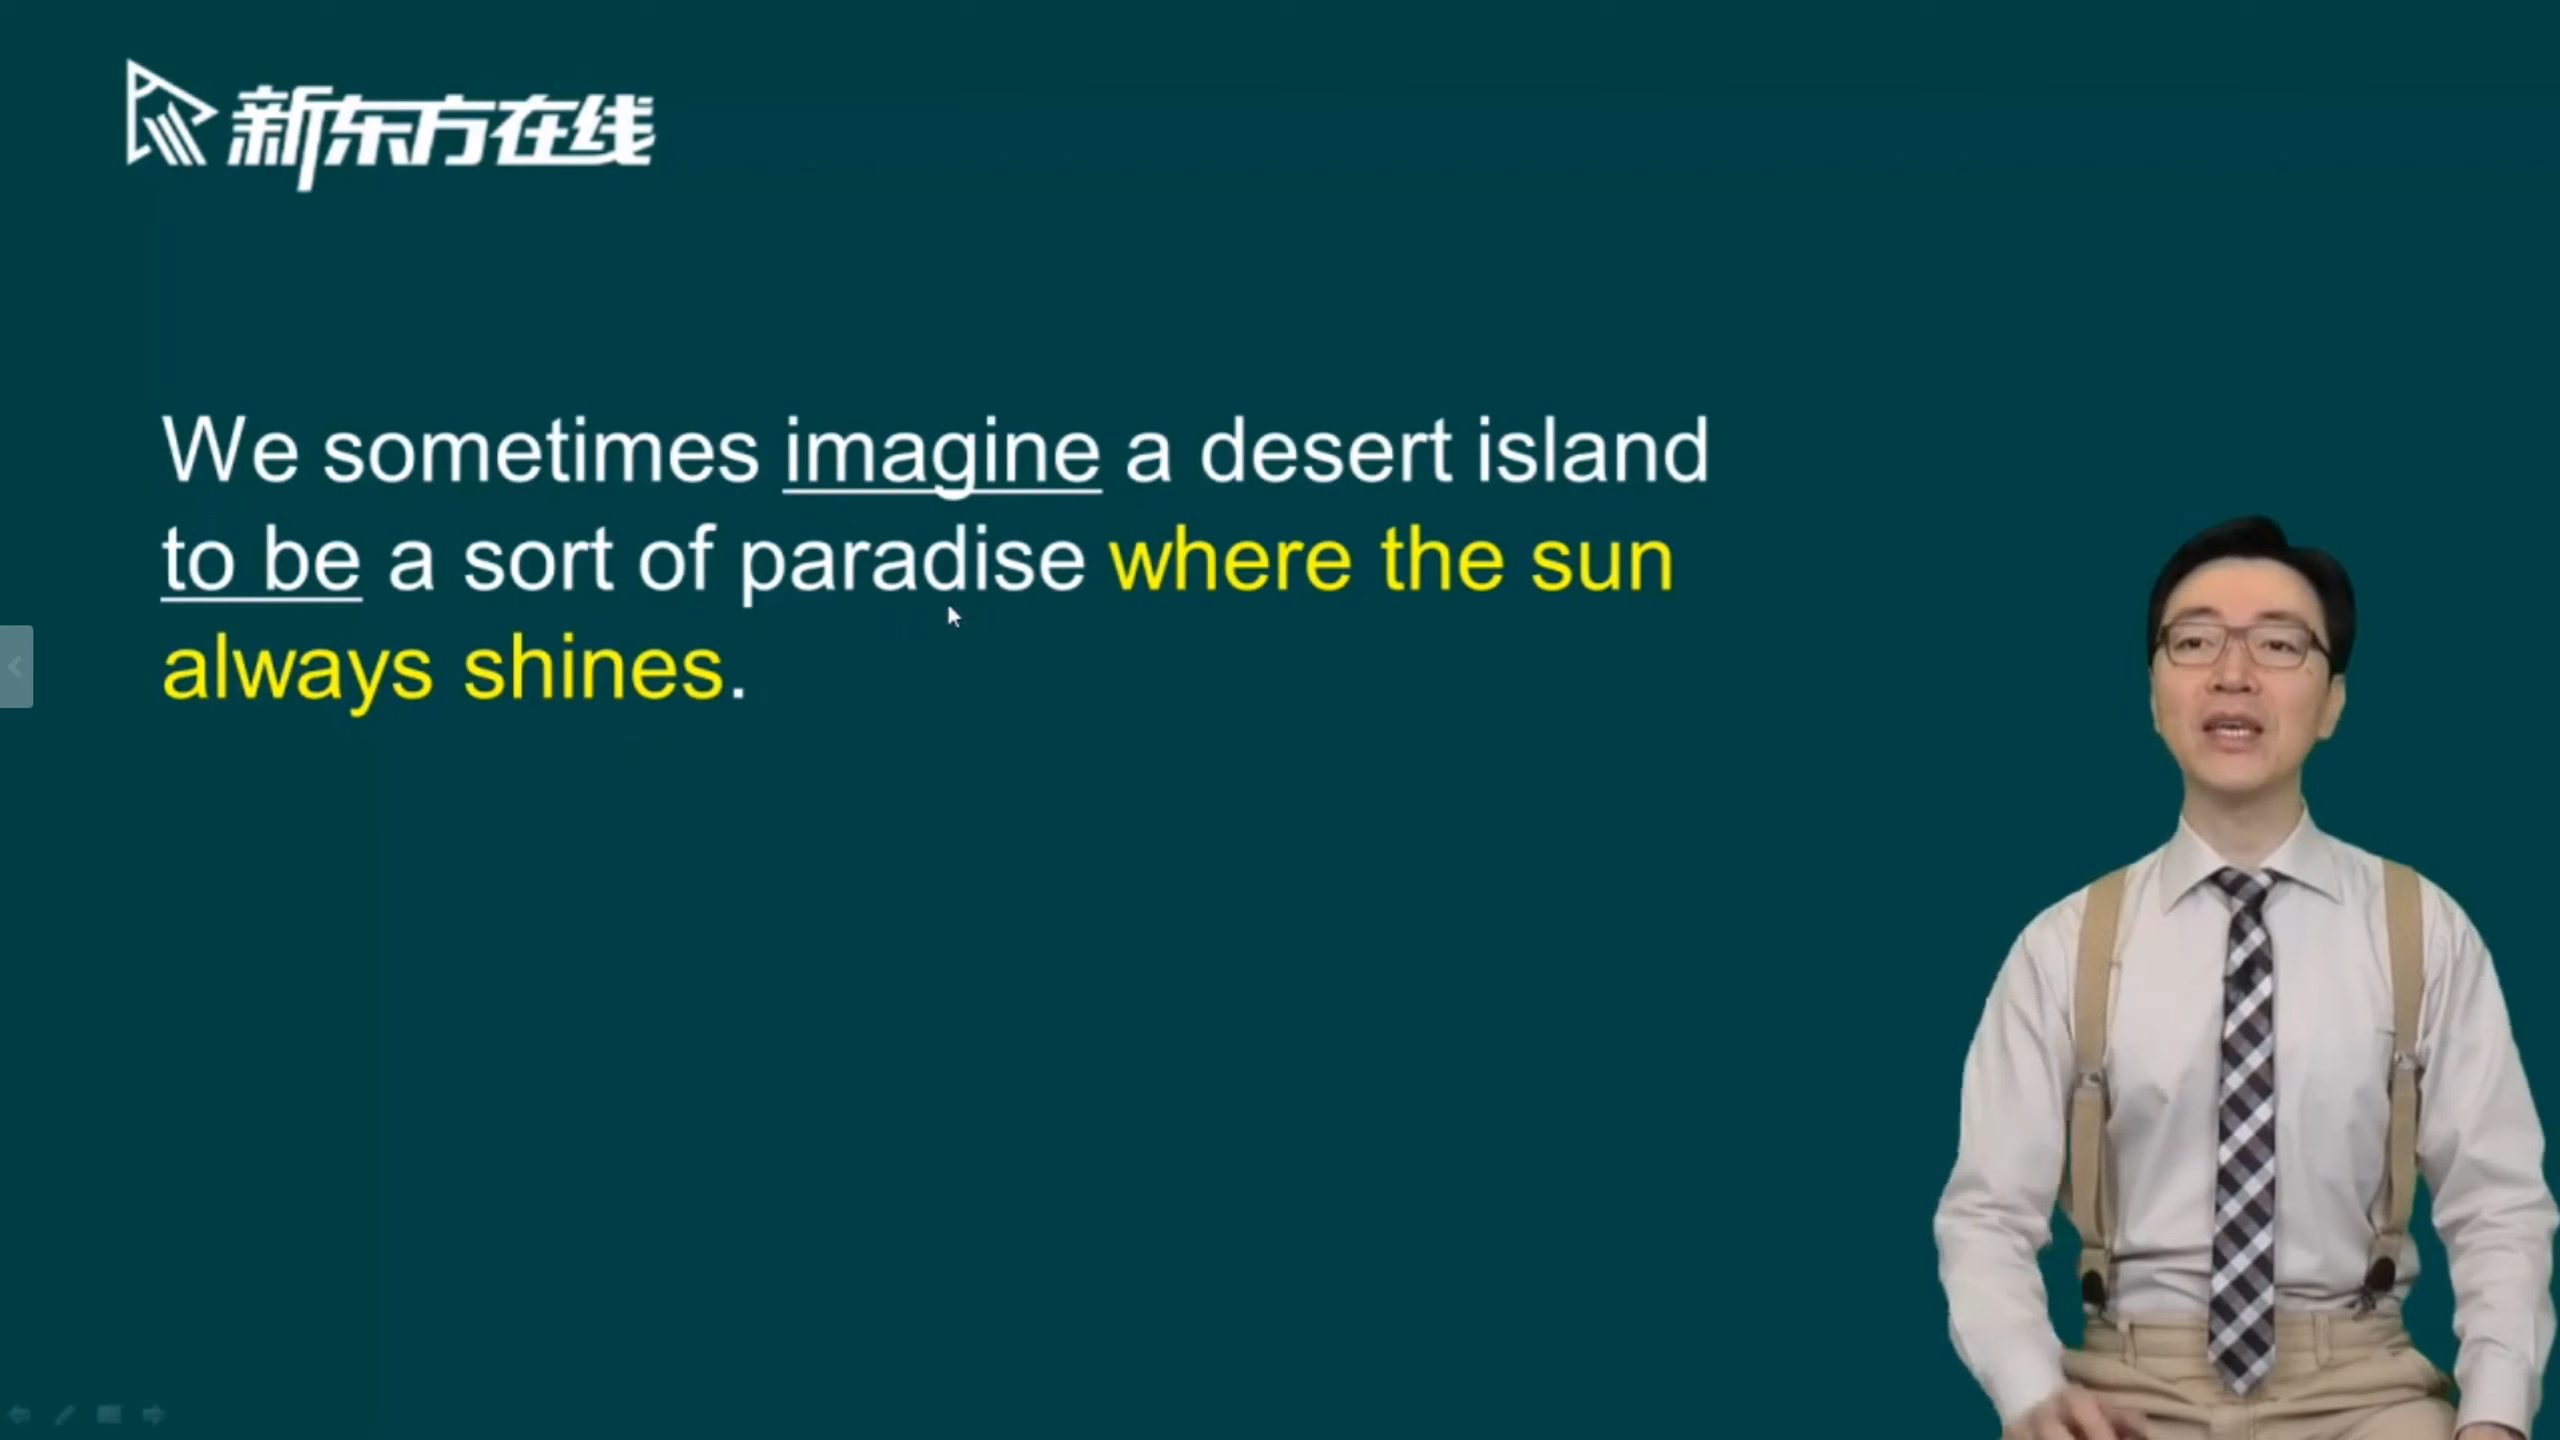 新东方在线
We sometimes imagine a desert island
to be a sort of paradise where the sun
always shines.